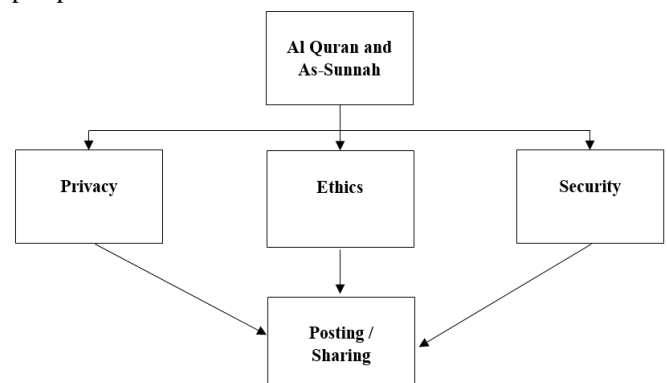 Al Quran and
As-Sunnah
Privacy
Ethics
Security
Posting /
Sharing